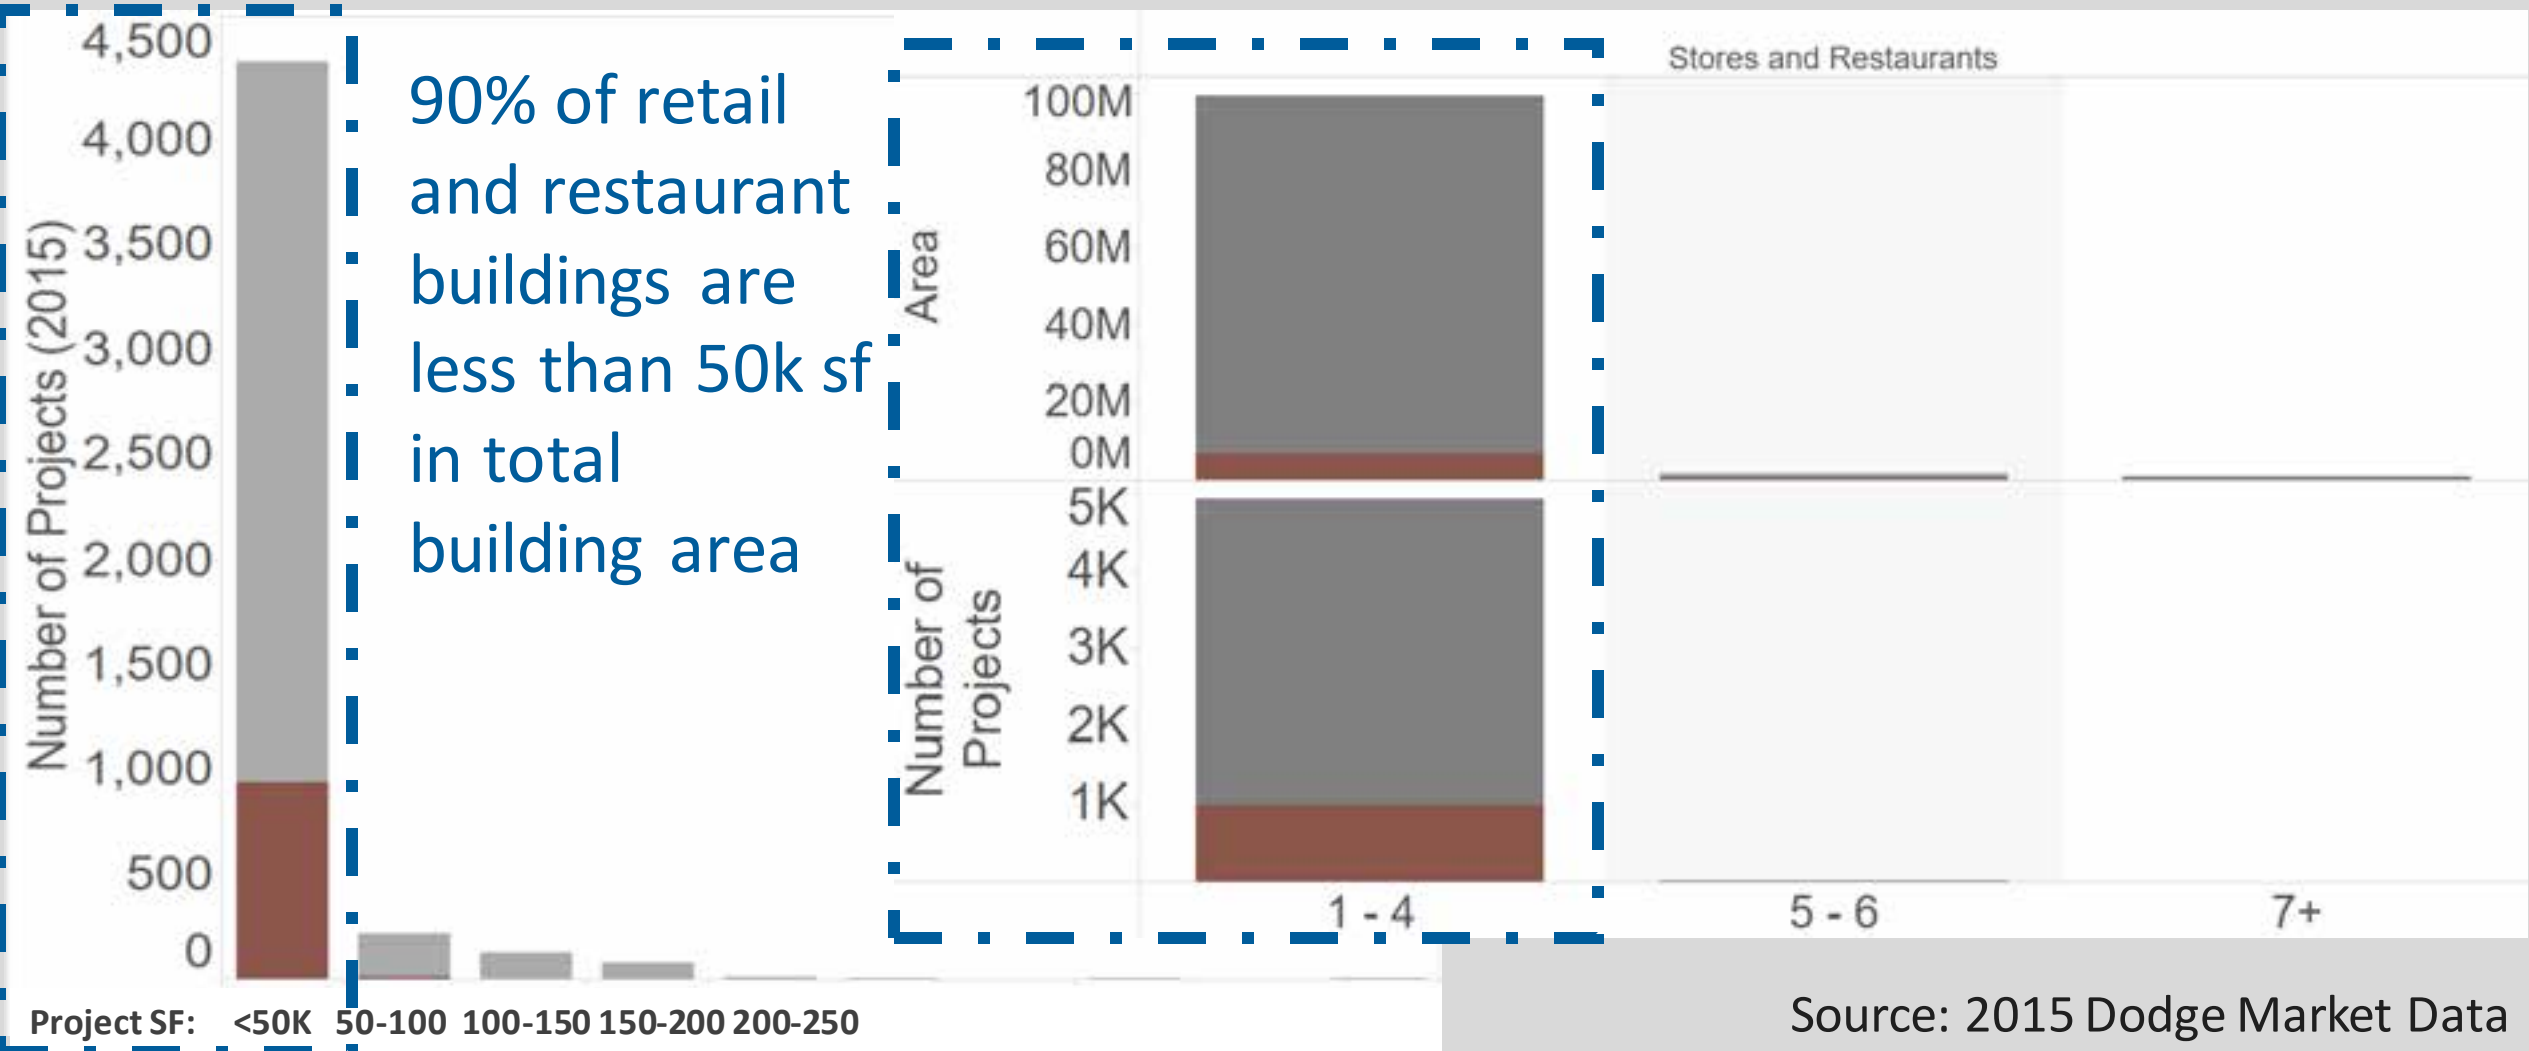 4,500
4,000
3,500
3,000
2,500
2,000
1,500
1,000
500
0
Number of Projects (2015)
Project SF: <50K 50-100 100-150 150-200 200-250
90% of retail
and restaurant
buildings are
less than 50k sf
in total
building area
Stores and Restaurants
Area
100M
80M
60M
40M
20M
0M
Number of
Projects
5K
4K
3K
2K
1K
1 - 4 5 - 6 7+
Source: 2015 Dodge Market Data